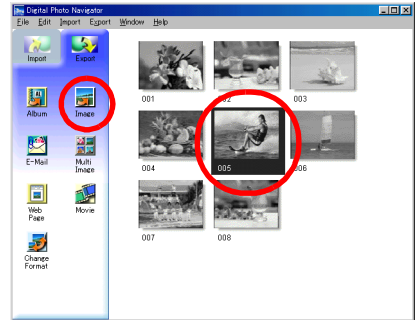 Digital Photo Navigator
File Edit Import Export Window Help
Import Export
001 002 003
Album Image
E-Mail Multi Image
004 005 006
Web Page Movie
007 008
Change Format